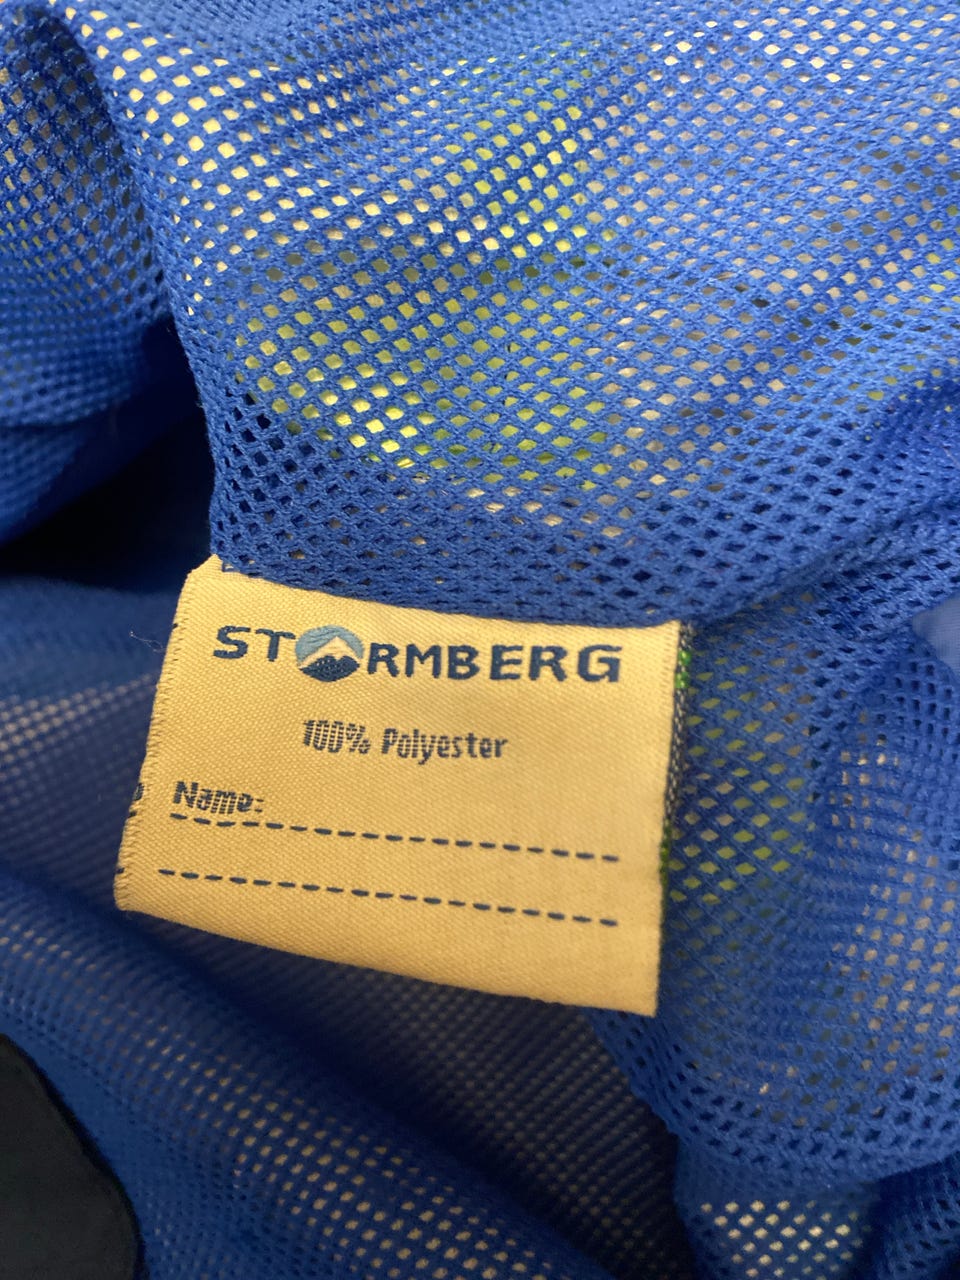 STORMBERG
100% Polyester
Name: